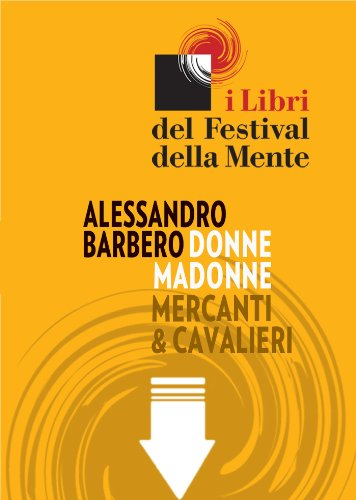 i Libri
del Festival
della Mente
ALESSANDRO
BARBERO DONNE
MADONNE
MERCANTI
& CAVALIERI